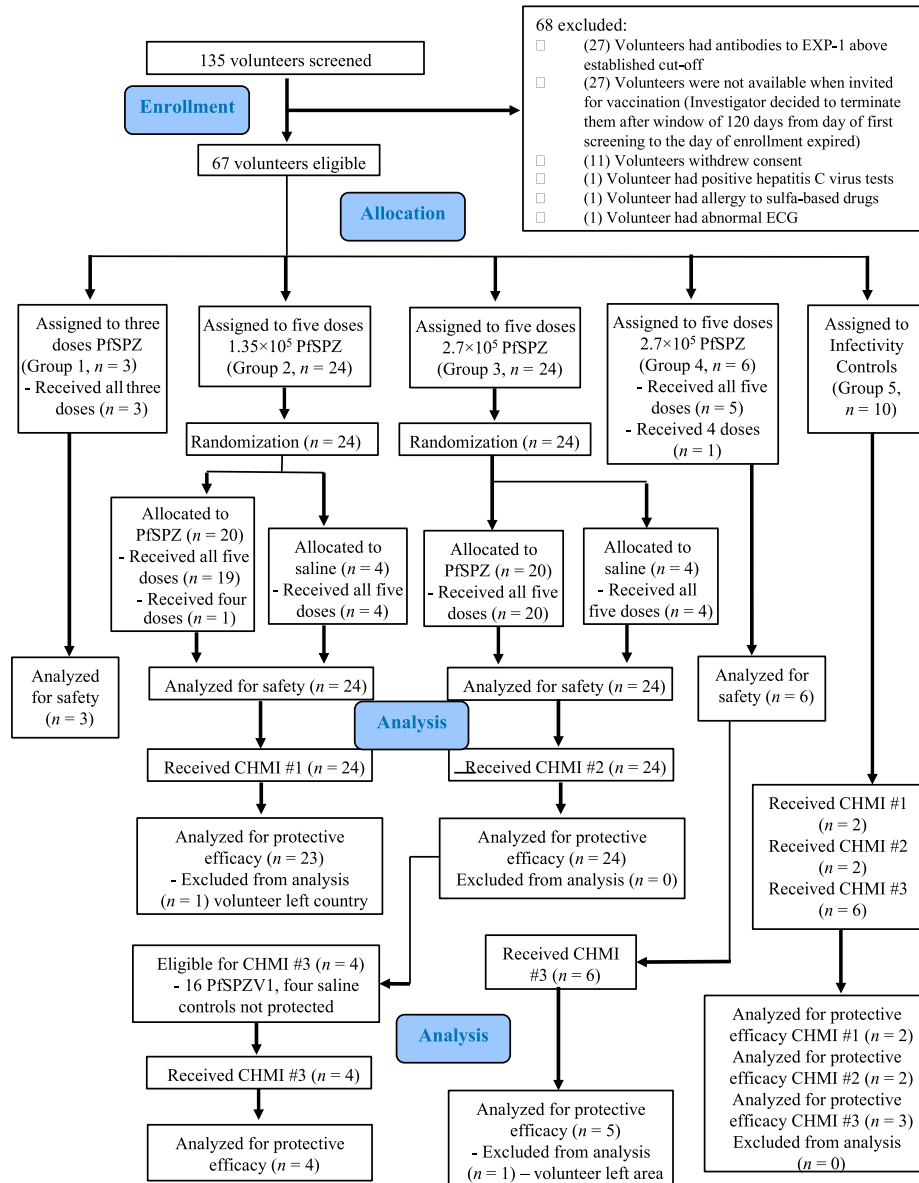 135 volunteers screened
68 excluded:
(27) Volunteers had antibodies to EXP-1 above
established cut-off
(27) Volunteers were not available when invited
for vaccination (Investigator decided to terminate
them after window of 120 days from day of first
screening to the day of enrollment expired)
(11) Volunteers withdrew consent
(1) Volunteer had positive hepatitis C virus tests
(1) Volunteer had allergy to sulfa-based drugs
(1) Volunteer had abnormal ECG
Enrollment
67 volunteers eligible
Allocation
Assigned to three
doses PfSPZ
(Group 1, n = 3)
- Received all three
doses (n = 3)
Assigned to five doses
1.35×10⁵ PfSPZ
(Group 2, n = 24)
Assigned to five doses
2.7×10⁵ PfSPZ
(Group 3, n = 24)
Assigned to five doses
2.7×10⁵ PfSPZ
(Group 4, n = 6)
- Received all five
doses (n = 5)
- Received 4 doses
(n = 1)
Assigned to
Infectivity
Controls
(Group 5,
n = 10)
Randomization (n = 24)
Randomization (n = 24)
Allocated to
PfSPZ (n = 20)
- Received all five
doses (n = 19)
- Received four
doses (n = 1)
Allocated to
saline (n = 4)
- Received all five
doses (n = 4)
Allocated to
PfSPZ (n = 20)
- Received all five
doses (n = 20)
Allocated to
saline (n = 4)
- Received all
five doses (n = 4)
Analyzed
for safety
(n = 3)
Analyzed for safety (n = 24)
Analyzed for safety (n = 24)
Analyzed for
safety (n = 6)
Analysis
Received CHMI #1 (n = 24)
Received CHMI #2 (n = 24)
Received CHMI #1
(n = 2)
Received CHMI #2
(n = 2)
Received CHMI #3
(n = 6)
Analyzed for protective
efficacy (n = 23)
- Excluded from analysis
(n = 1) volunteer left country
Analyzed for protective
efficacy (n = 24)
Excluded from analysis (n = 0)
Eligible for CHMI #3 (n = 4)
- 16 PfSPZV1, four saline
controls not protected
Received CHMI
#3 (n = 6)
Analysis
Received CHMI #3 (n = 4)
Analyzed for protective
efficacy (n = 4)
Analyzed for protective
efficacy (n = 5)
- Excluded from analysis
(n = 1) – volunteer left area
Analyzed for protective
efficacy CHMI #1 (n = 2)
Analyzed for protective
efficacy CHMI #2 (n = 2)
Analyzed for protective
efficacy CHMI #3 (n = 3)
Excluded from analysis
(n = 0)